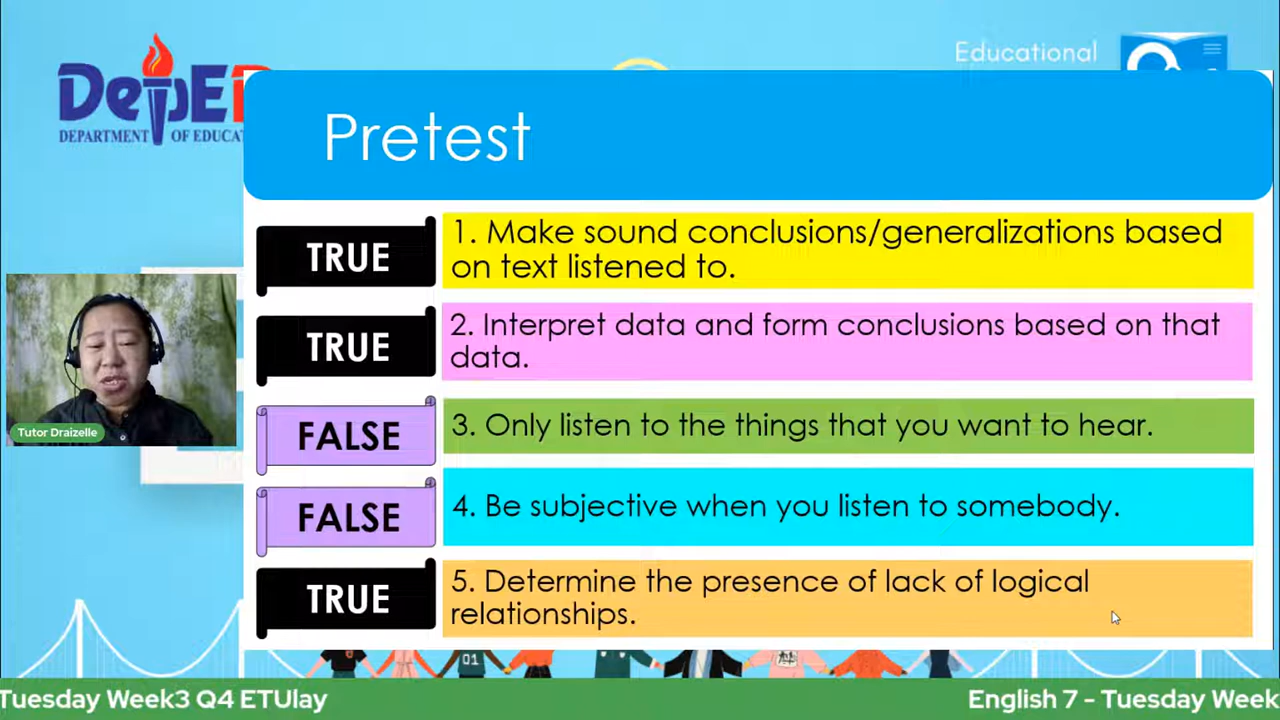 Educational
DepE
DEPARTMENT OF EDUCAT
Pretest
TRUE
1. Make sound conclusions/generalizations based
on text listened to.
TRUE
2. Interpret data and form conclusions based on that
data.
FALSE
3. Only listen to the things that you want to hear.
FALSE
4. Be subjective when you listen to somebody.
TRUE
5. Determine the presence of lack of logical
relationships.
Tutor Draizelle
01
Tuesday Week3 Q4 ETUlay
English 7 - Tuesday Week